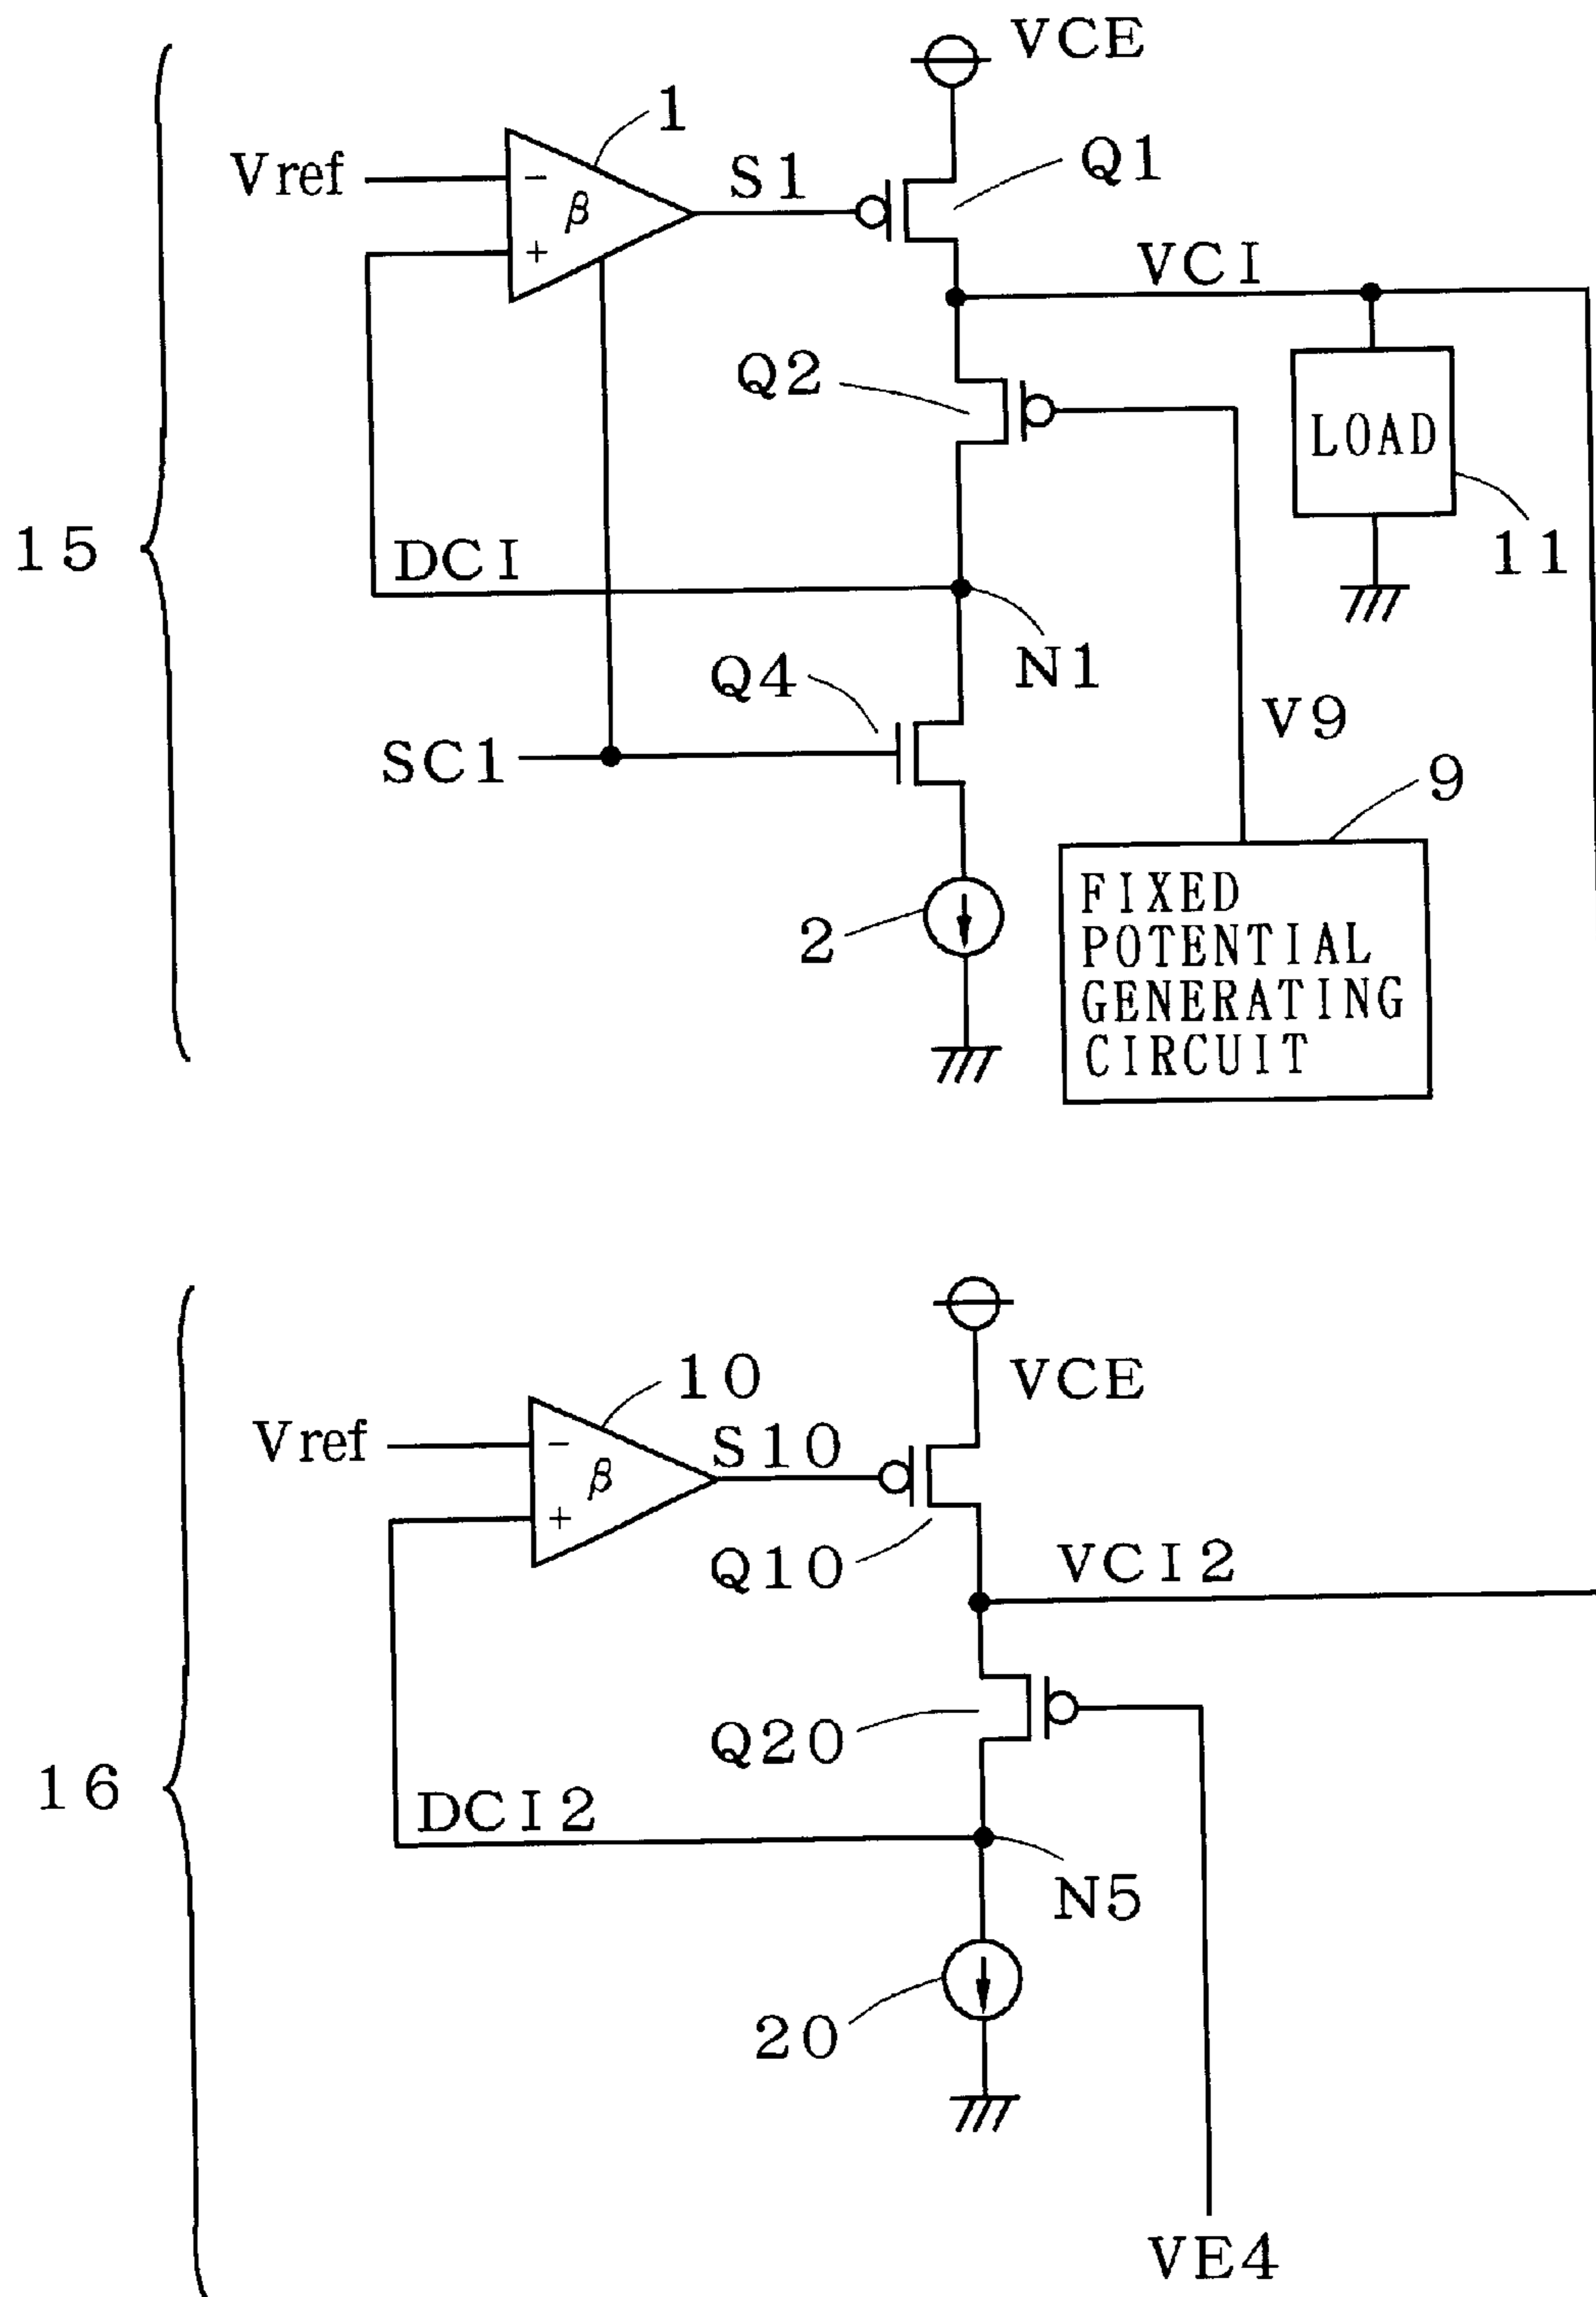 VCE
1
Vref
S1
Q1
−
β
+
VCI
Q2
LOAD
15
DCI
11
N1
Q4
V9
SC1
9
2
FIXED
POTENTIAL
GENERATING
CIRCUIT
VCE
10
Vref
S10
−
β
+
Q10
VCI2
Q20
16
DCI2
N5
20
VE4